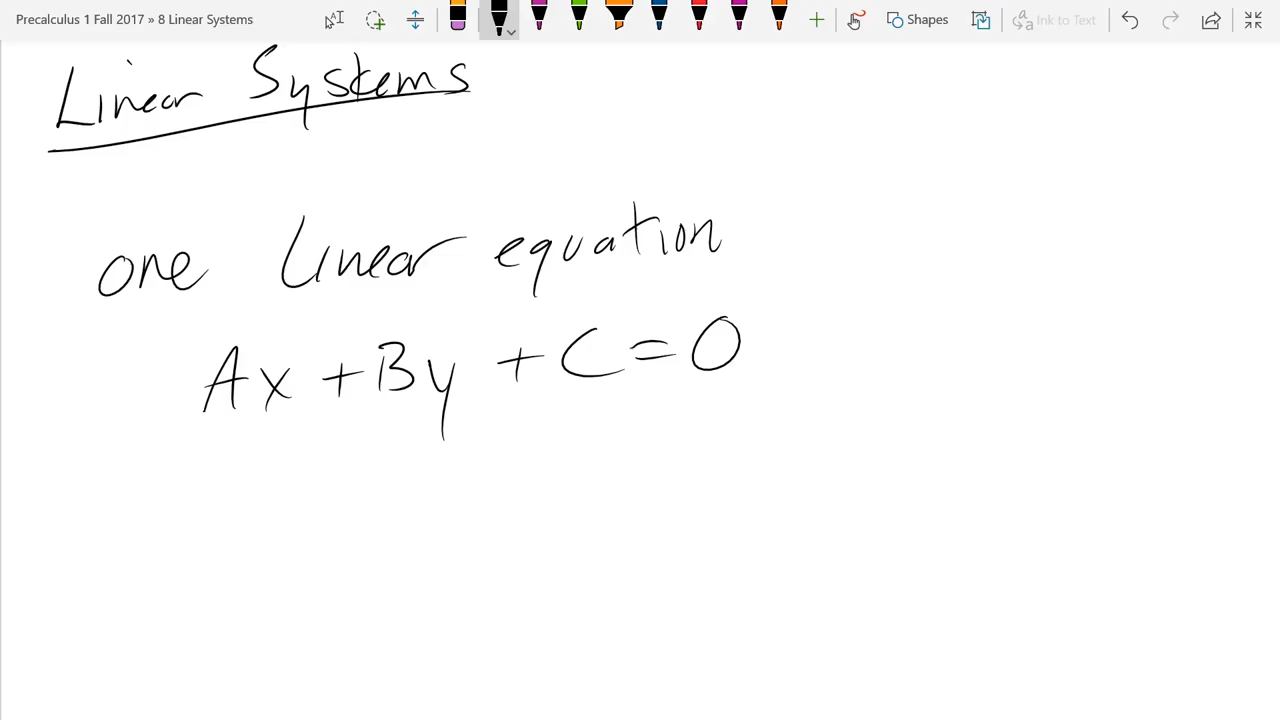 Precalculus 1 Fall 2017 » 8 Linear Systems
Shapes
Ink to Text
Linear Systems
one linear equation
Ax + By + C = 0